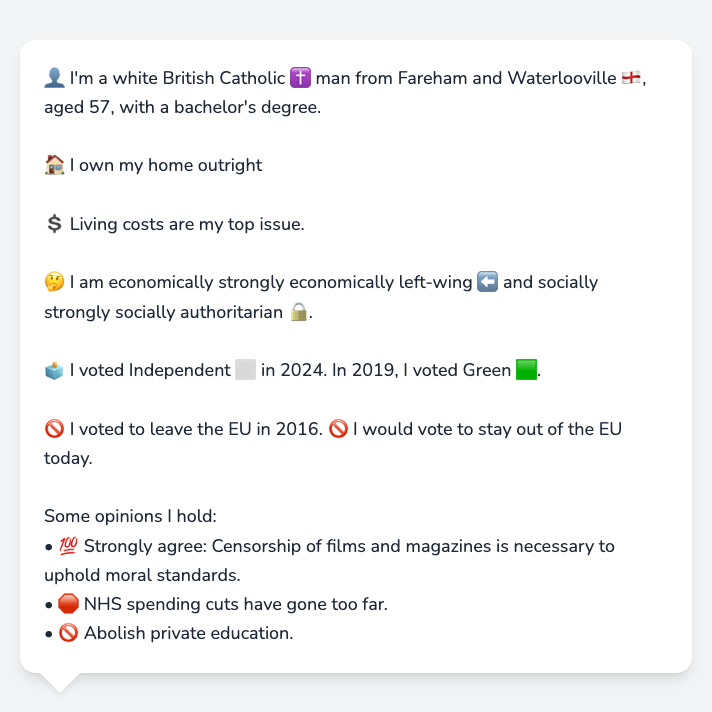 👤 I'm a white British Catholic ✝️ man from Fareham and Waterlooville 🏴󠁧󠁢󠁥󠁮󠁧󠁿,
aged 57, with a bachelor's degree.
🏠 I own my home outright
💲 Living costs are my top issue.
🤔 I am economically strongly economically left-wing ⬅️ and socially
strongly socially authoritarian 🔒.
🗳️ I voted Independent ⬜ in 2024. In 2019, I voted Green 🟩.
🚫 I voted to leave the EU in 2016. 🚫 I would vote to stay out of the EU
today.
Some opinions I hold:
• 💯 Strongly agree: Censorship of films and magazines is necessary to
uphold moral standards.
• 🛑 NHS spending cuts have gone too far.
• 🚫 Abolish private education.